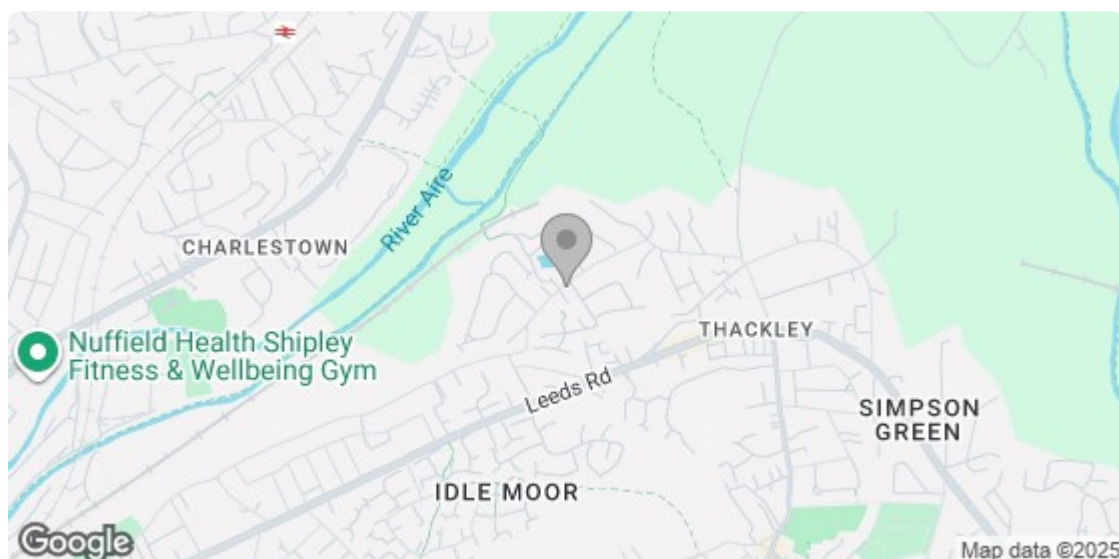 CHARLESTOWN
River Aire
Nuffield Health Shipley
Fitness & Wellbeing Gym
THACKLEY
Leeds Rd
SIMPSON
GREEN
IDLE MOOR
Google
Map data ©2025